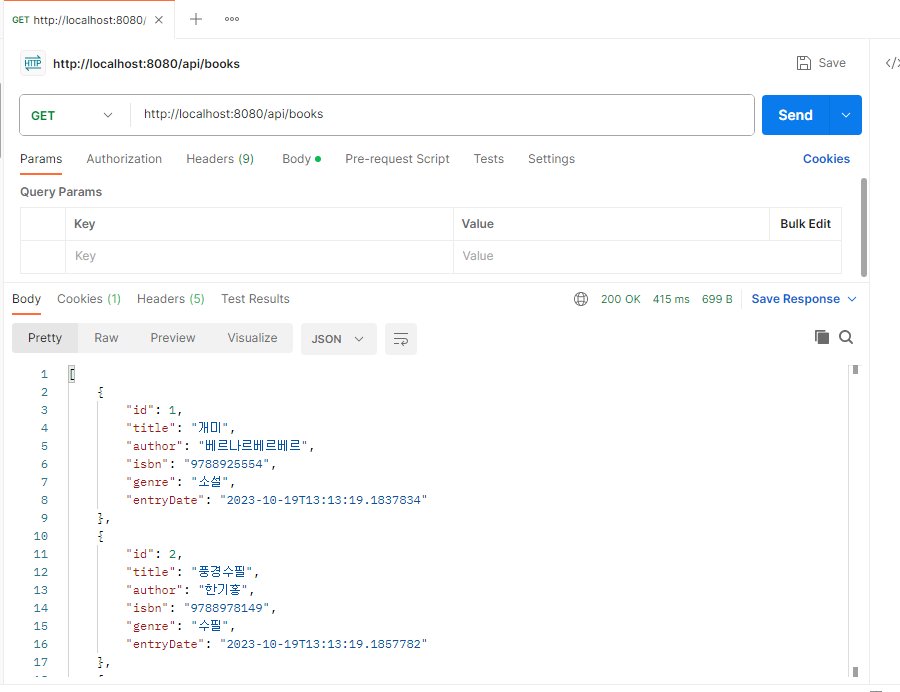 GET http://localhost:8080/
HTTP http://localhost:8080/api/books Save
GET http://localhost:8080/api/books Send
Params Authorization Headers (9) Body Pre-request Script Tests Settings Cookies
Query Params
Key Value Bulk Edit
Key Value
Body Cookies (1) Headers (5) Test Results 200 OK 415 ms 699 B Save Response
Pretty Raw Preview Visualize JSON
1 [
2 {
3 "id": 1,
4 "title": "개미",
5 "author": "베르나르베르베르",
6 "isbn": "9788925554",
7 "genre": "소설",
8 "entryDate": "2023-10-19T13:13:19.1837834"
9 },
10 {
11 "id": 2,
12 "title": "풍경수필",
13 "author": "한기홍",
14 "isbn": "9788978149",
15 "genre": "수필",
16 "entryDate": "2023-10-19T13:13:19.1857782"
17 },